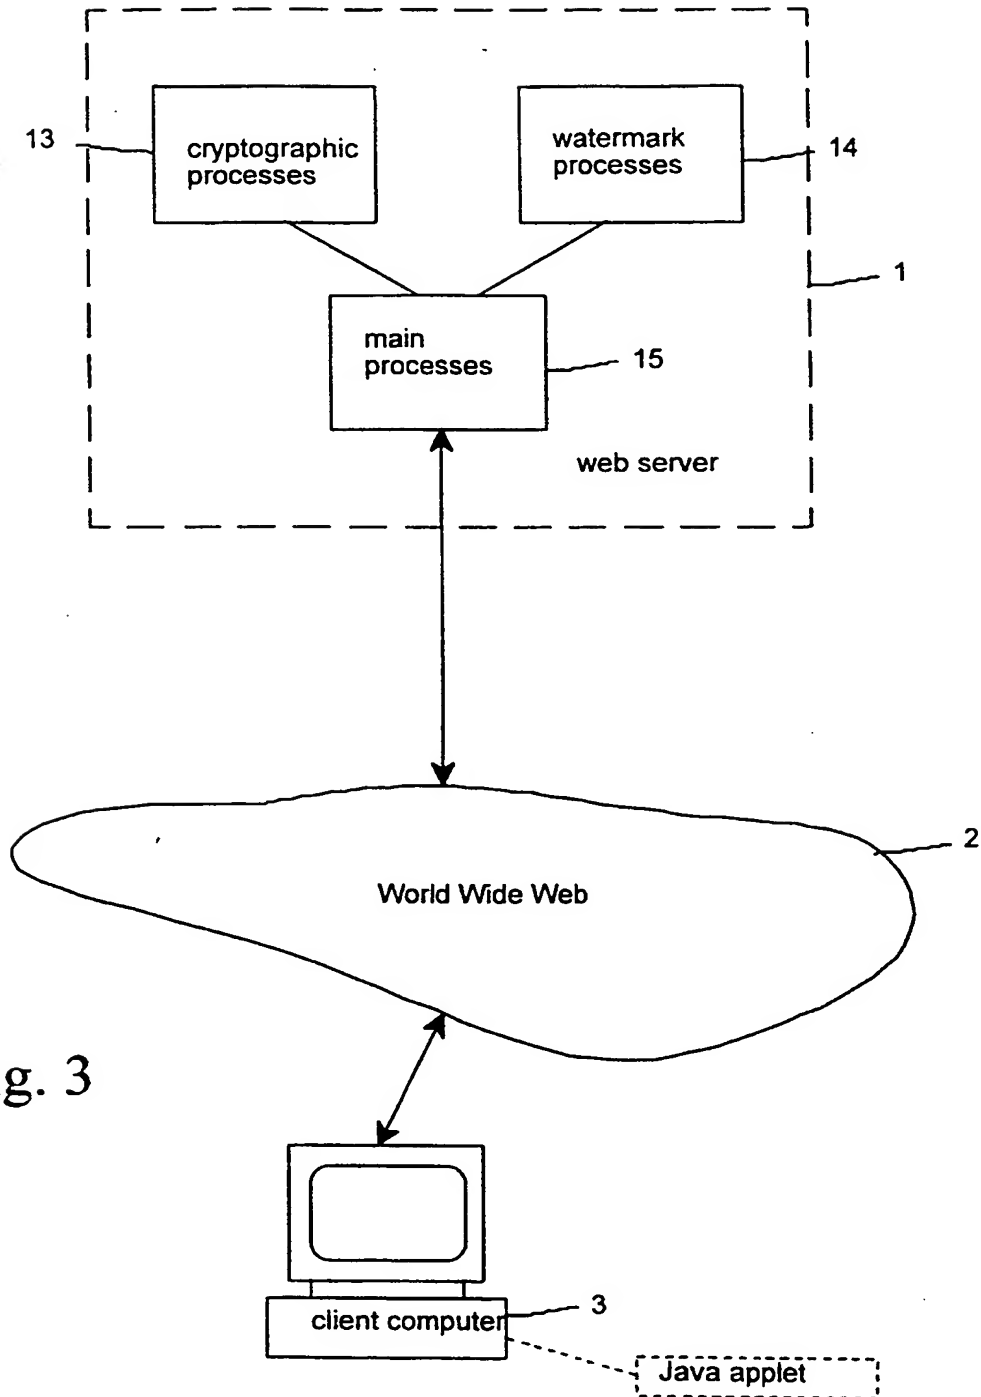 13
cryptographic
processes
watermark
processes
14
1
main
processes
15
web server
2
World Wide Web
g. 3
client computer
3
Java applet